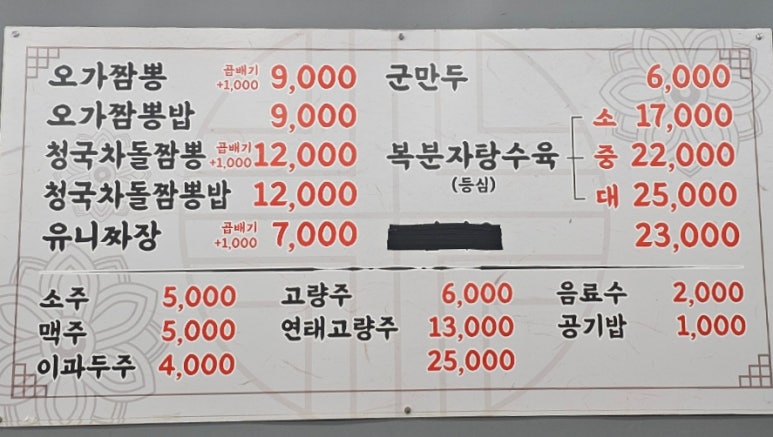 오가짬뽕 곱배기 +1,000 9,000
오가짬뽕밥 9,000
청국차돌짬뽕 곱배기 +1,000 12,000
청국차돌짬뽕밥 12,000
유니짜장 곱배기 +1,000 7,000
군만두 6,000
복분자탕수육 (등심)
소 17,000
중 22,000
대 25,000
23,000
소주 5,000
맥주 5,000
이과두주 4,000
고량주 6,000
연태고량주 13,000
25,000
음료수 2,000
공기밥 1,000